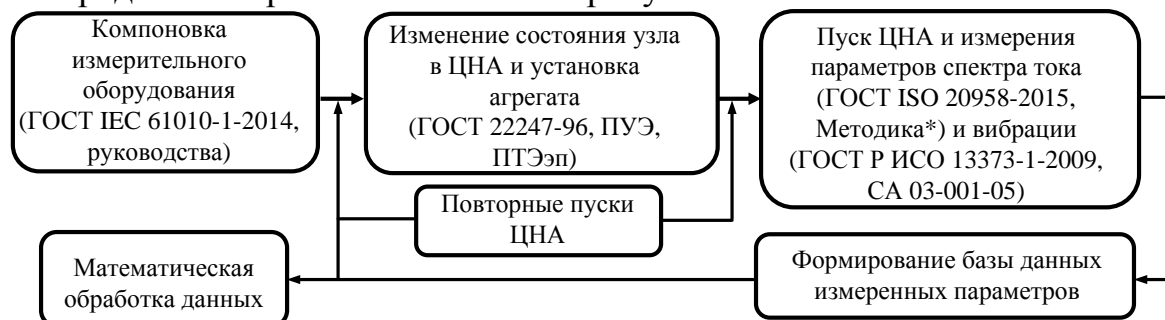 Компоновка
измерительного
оборудования
(ГОСТ IEC 61010-1-2014,
руководства)
Изменение состояния узла
в ЦНА и установка
агрегата
(ГОСТ 22247-96, ПУЭ,
ПТЭэп)
Пуск ЦНА и измерения
параметров спектра тока
(ГОСТ ISO 20958-2015,
Методика*) и вибрации
(ГОСТ Р ИСО 13373-1-2009,
СА 03-001-05)
Повторные пуски
ЦНА
Математическая
обработка данных
Формирование базы данных
измеренных параметров